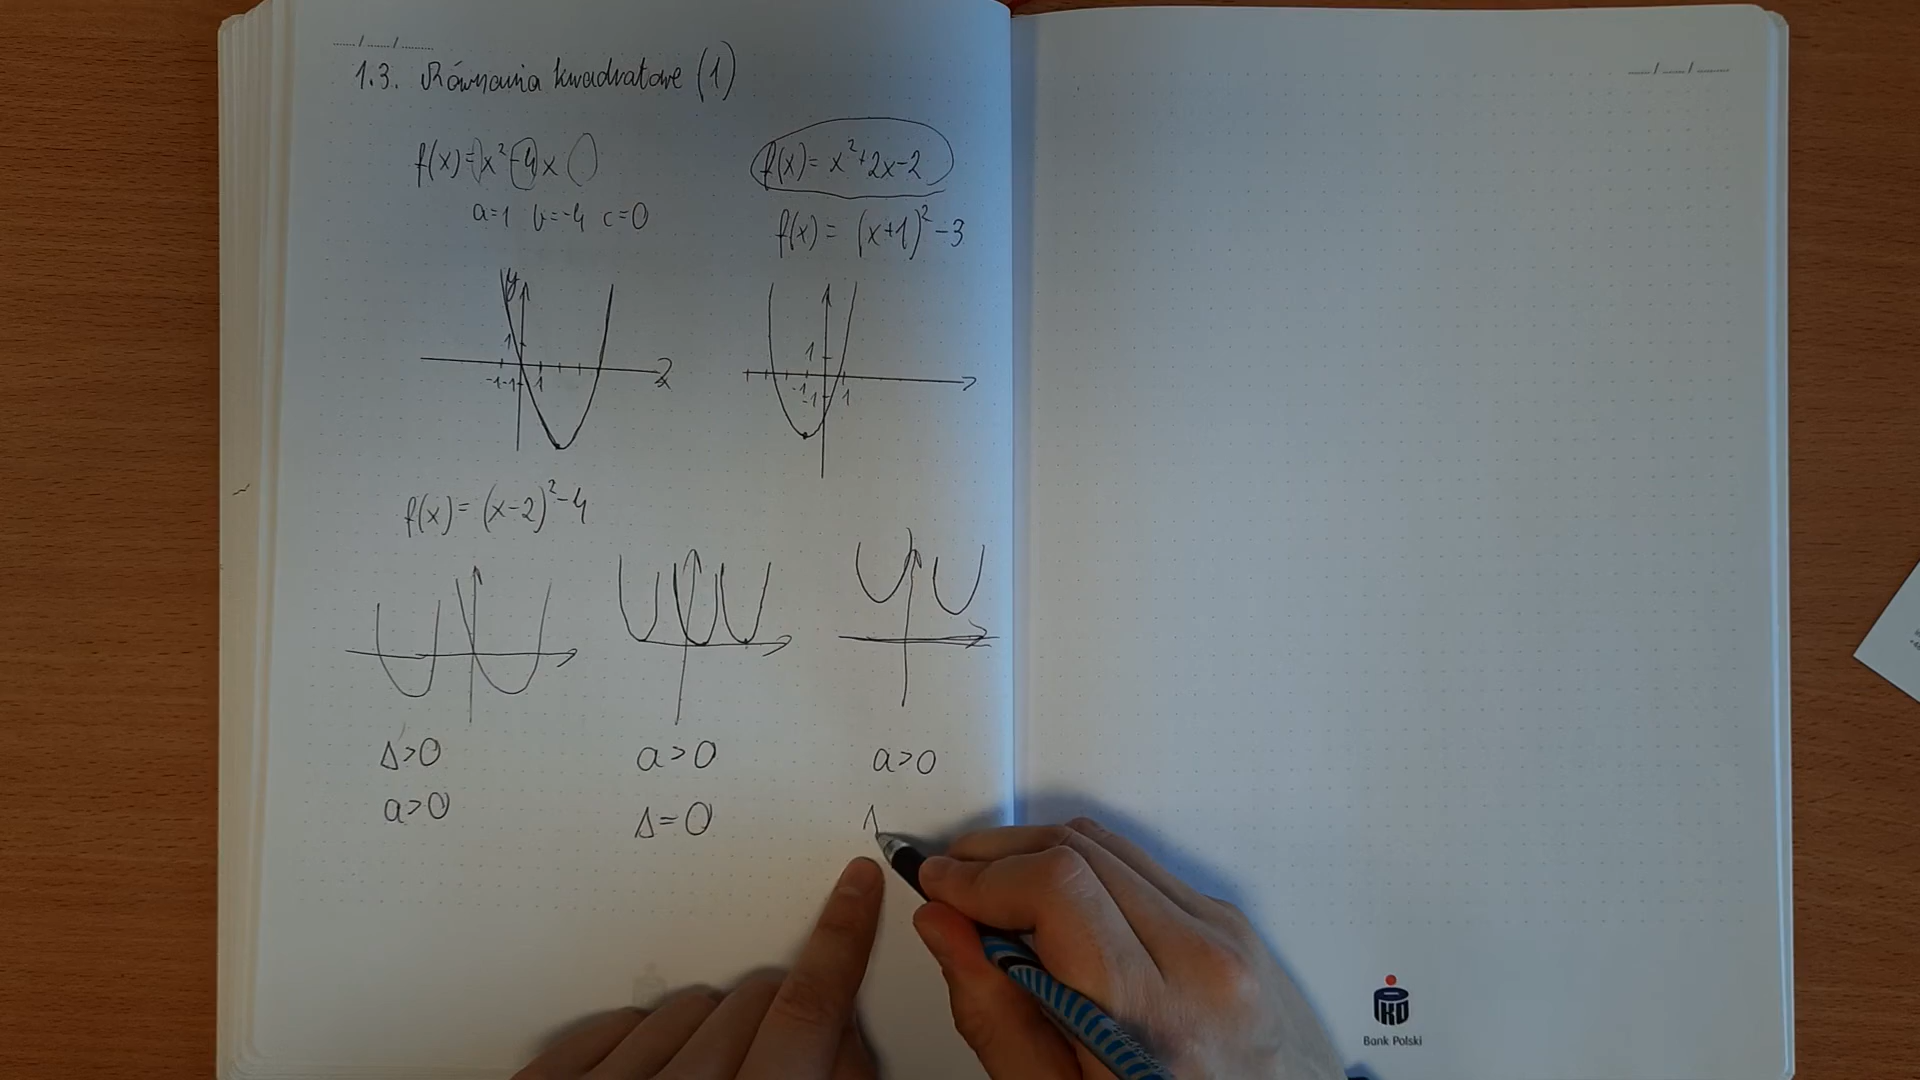 1.3. Równania kwadratowe (1)
f(x)=x²-4x
a=1 b=-4 c=0
f(x)=x²+2x-2
f(x)= (x+1)²-3
y
1
-1 -1 1
x
1
-1 -1 1
f(x)= (x-2)²-4
Δ>0
a>0
a>0
Δ=0
a>0
Δ
PKO
Bank Polski